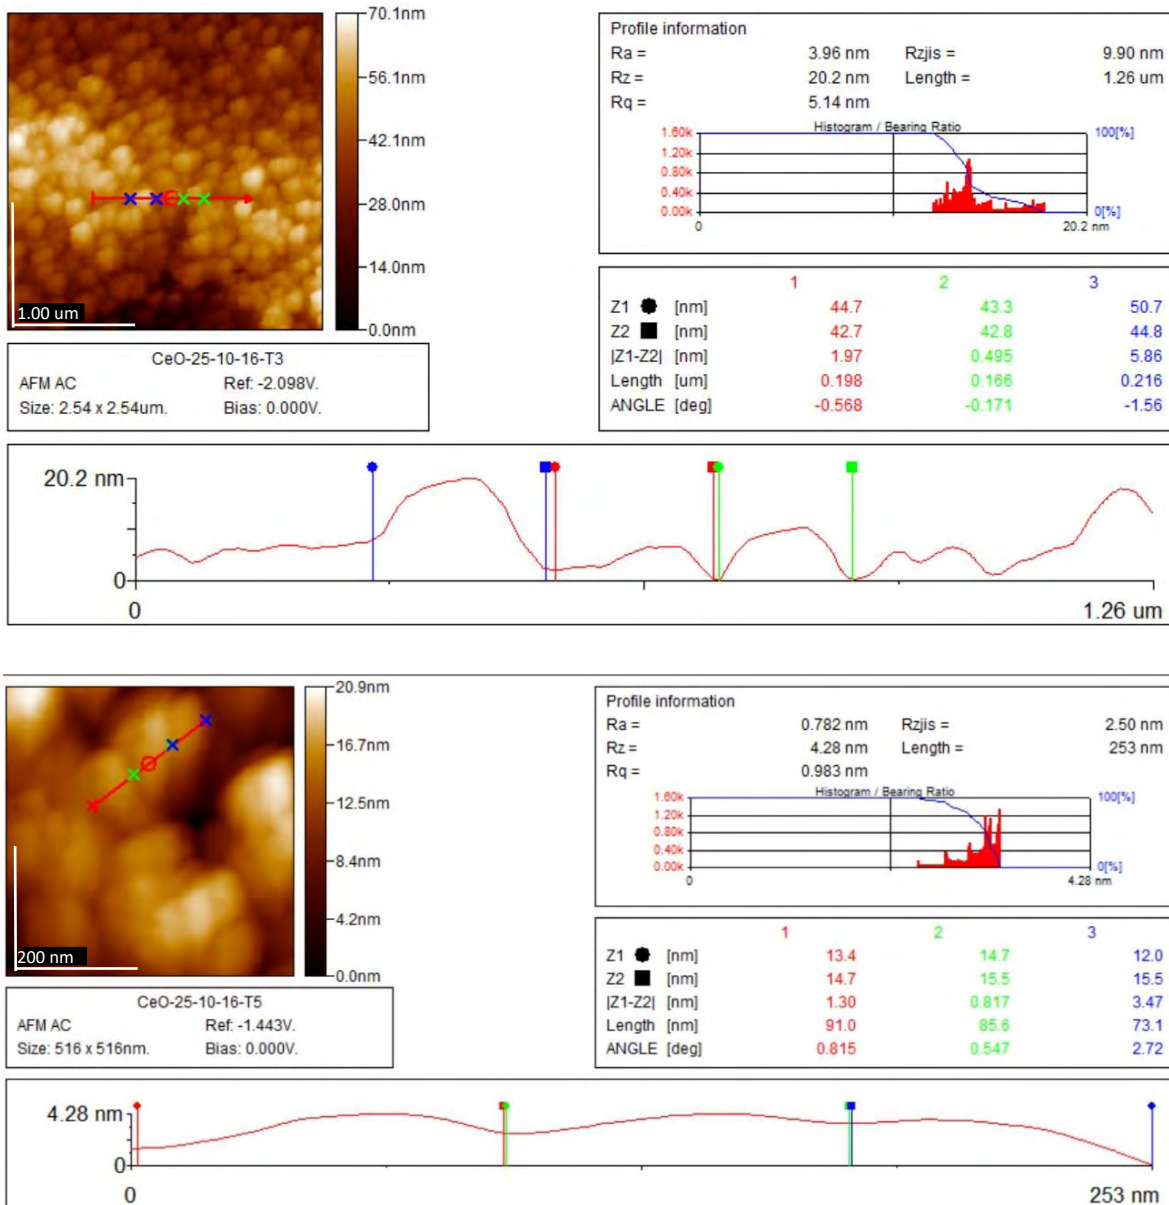 70.1nm
56.1nm
42.1nm
28.0nm
14.0nm
0.0nm
1.00 um
CeO-25-10-16-T3
AFM AC Ref: -2.098V.
Size: 2.54 x 2.54um. Bias: 0.000V.
Profile information
Ra = 3.96 nm Rzjis = 9.90 nm
Rz = 20.2 nm Length = 1.26 um
Rq = 5.14 nm
Histogram / Bearing Ratio
1.60k 100[%]
1.20k
0.80k
0.40k
0.00k 0[%]
0 20.2 nm
1 2 3
Z1 [nm] 44.7 43.3 50.7
Z2 [nm] 42.7 42.8 44.8
|Z1-Z2| [nm] 1.97 0.495 5.86
Length [um] 0.198 0.166 0.216
ANGLE [deg] -0.568 -0.171 -1.56
20.2 nm
0
0 1.26 um
20.9nm
16.7nm
12.5nm
8.4nm
4.2nm
0.0nm
200 nm
CeO-25-10-16-T5
AFM AC Ref: -1.443V.
Size: 516 x 516nm. Bias: 0.000V.
Profile information
Ra = 0.782 nm Rzjis = 2.50 nm
Rz = 4.28 nm Length = 253 nm
Rq = 0.983 nm
Histogram / Bearing Ratio
1.60k 100[%]
1.20k
0.80k
0.40k
0.00k 0[%]
0 4.28 nm
1 2 3
Z1 [nm] 13.4 14.7 12.0
Z2 [nm] 14.7 15.5 15.5
|Z1-Z2| [nm] 1.30 0.817 3.47
Length [nm] 91.0 85.6 73.1
ANGLE [deg] 0.815 0.547 2.72
4.28 nm
0
0 253 nm